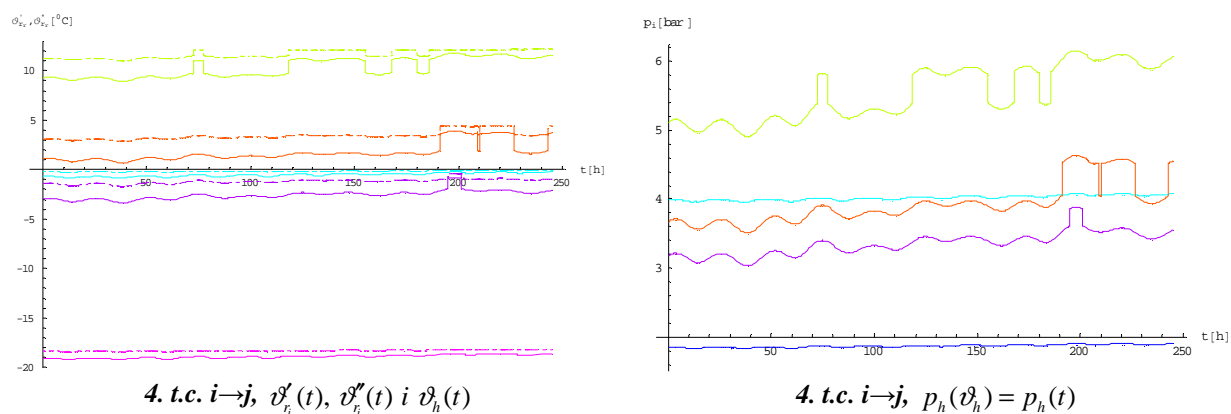 ϑ'rᵢ,ϑ"rᵢ[⁰C]
10
5
50 100 150 200 250
t[h]
-5
-10
-15
-20
4. t.c. i→j, ϑ′rᵢ(t), ϑ″rᵢ(t) i ϑh(t)
pᵢ[bar]
6
5
4
3
50 100 150 200 250
t[h]
4. t.c. i→j, pₕ(ϑₕ) = pₕ(t)